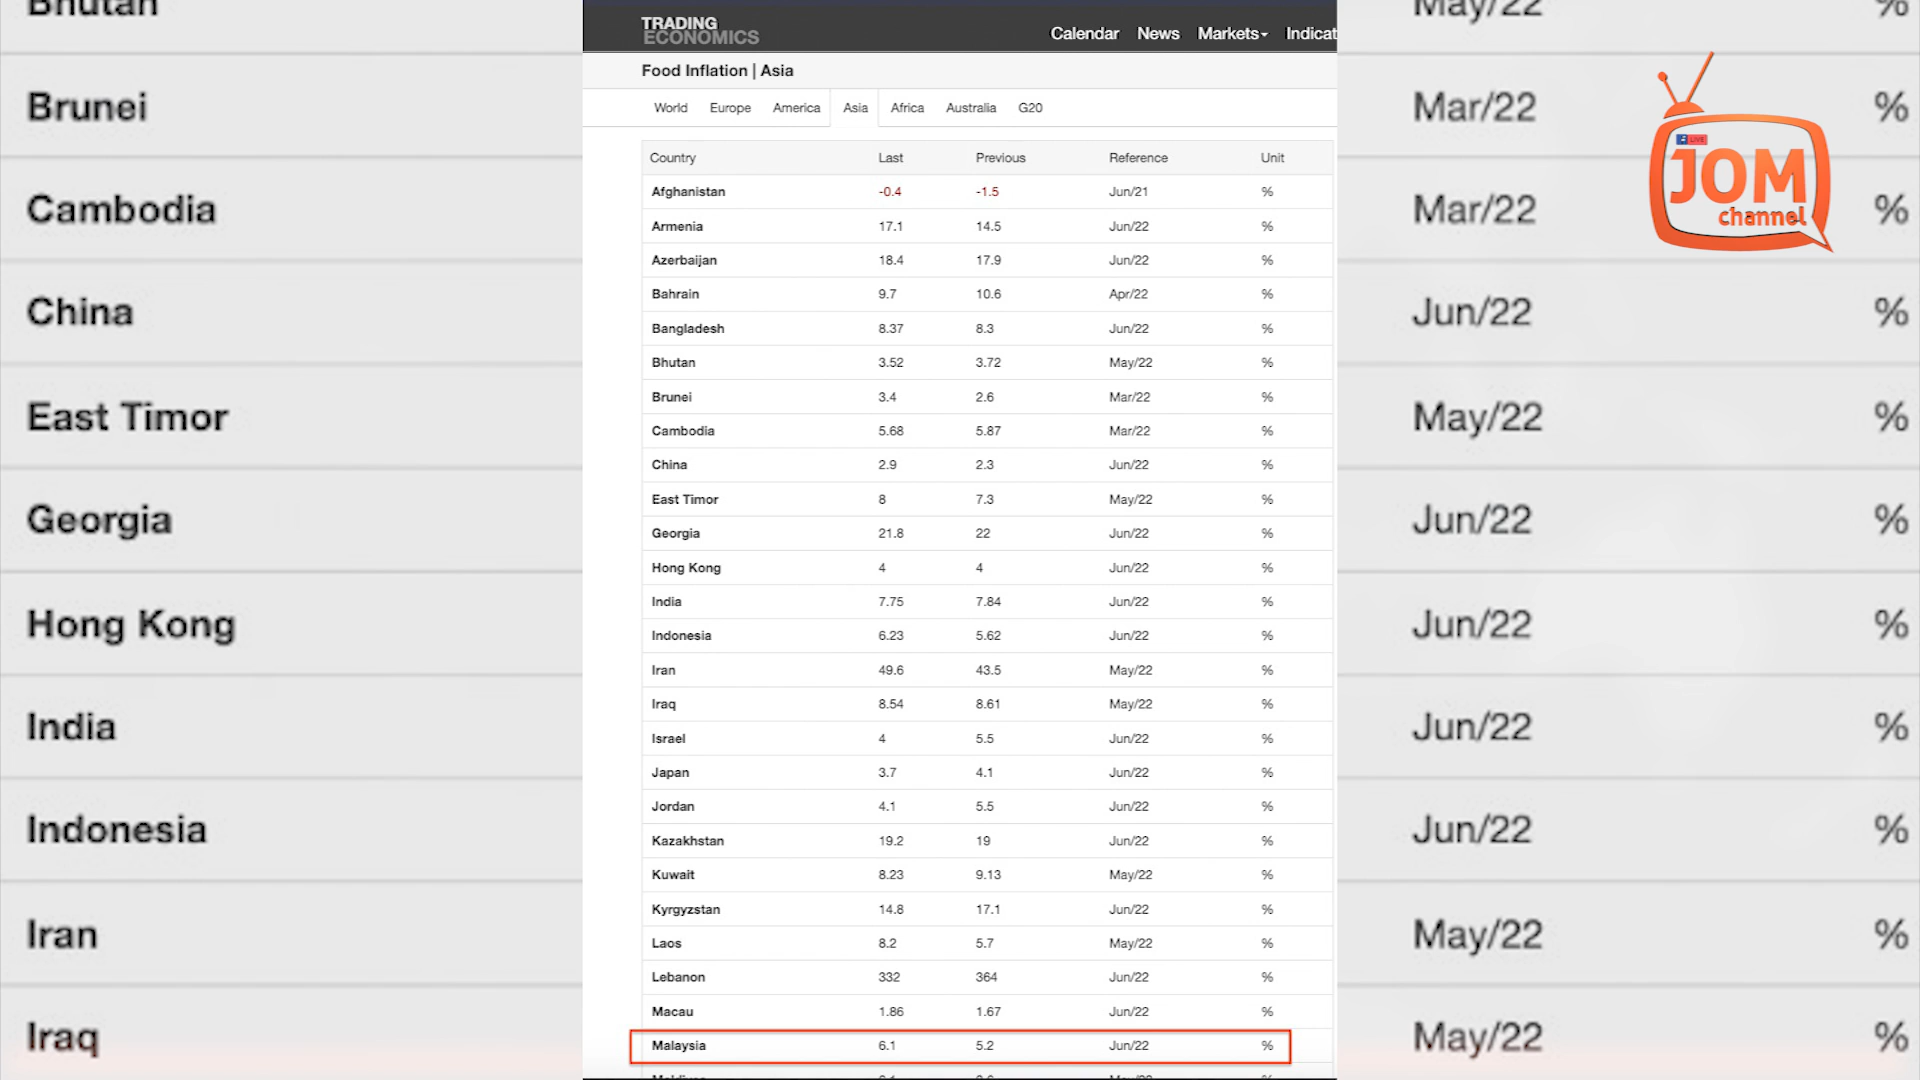 TRADING
ECONOMICS
Calendar News Markets Indicat
Food Inflation | Asia
World Europe America Asia Africa Australia G20
Country Last Previous Reference Unit
Afghanistan -0.4 -1.5 Jun/21 %
Armenia 17.1 14.5 Jun/22 %
Azerbaijan 18.4 17.9 Jun/22 %
Bahrain 9.7 10.6 Apr/22 %
Bangladesh 8.37 8.3 Jun/22 %
Bhutan 3.52 3.72 May/22 %
Brunei 3.4 2.6 Mar/22 %
Cambodia 5.68 5.87 Mar/22 %
China 2.9 2.3 Jun/22 %
East Timor 8 7.3 May/22 %
Georgia 21.8 22 Jun/22 %
Hong Kong 4 4 Jun/22 %
India 7.75 7.84 Jun/22 %
Indonesia 6.23 5.62 Jun/22 %
Iran 49.6 43.5 May/22 %
Iraq 8.54 8.61 May/22 %
Israel 4 5.5 Jun/22 %
Japan 3.7 4.1 Jun/22 %
Jordan 4.1 5.5 Jun/22 %
Kazakhstan 19.2 19 Jun/22 %
Kuwait 8.23 9.13 May/22 %
Kyrgyzstan 14.8 17.1 Jun/22 %
Laos 8.2 5.7 May/22 %
Lebanon 332 364 Jun/22 %
Macau 1.86 1.67 Jun/22 %
Malaysia 6.1 5.2 Jun/22 %
Bhutan May/22 %
Brunei Mar/22 %
Cambodia Mar/22 %
China Jun/22 %
East Timor May/22 %
Georgia Jun/22 %
Hong Kong Jun/22 %
India Jun/22 %
Indonesia Jun/22 %
Iran May/22 %
Iraq May/22 %
LIVE
JOM
channel